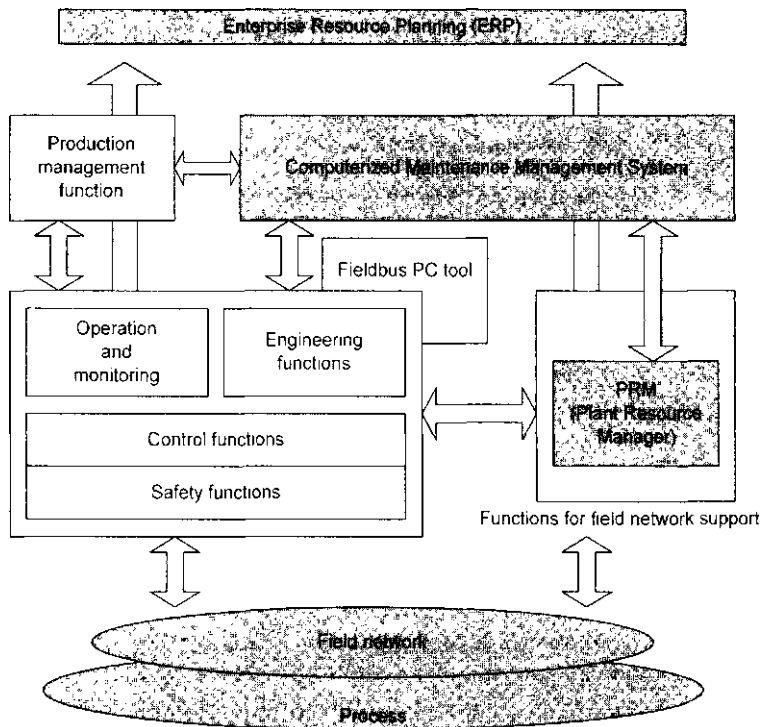 Enterprise Resource Planning (ERP)
Production
management
function
Computerized Maintenance Management System
Fieldbus PC tool
Operation
and
monitoring
Engineering
functions
PRM
(Plant Resource
Manager)
Control functions
Safety functions
Functions for field network support
Field network
Process